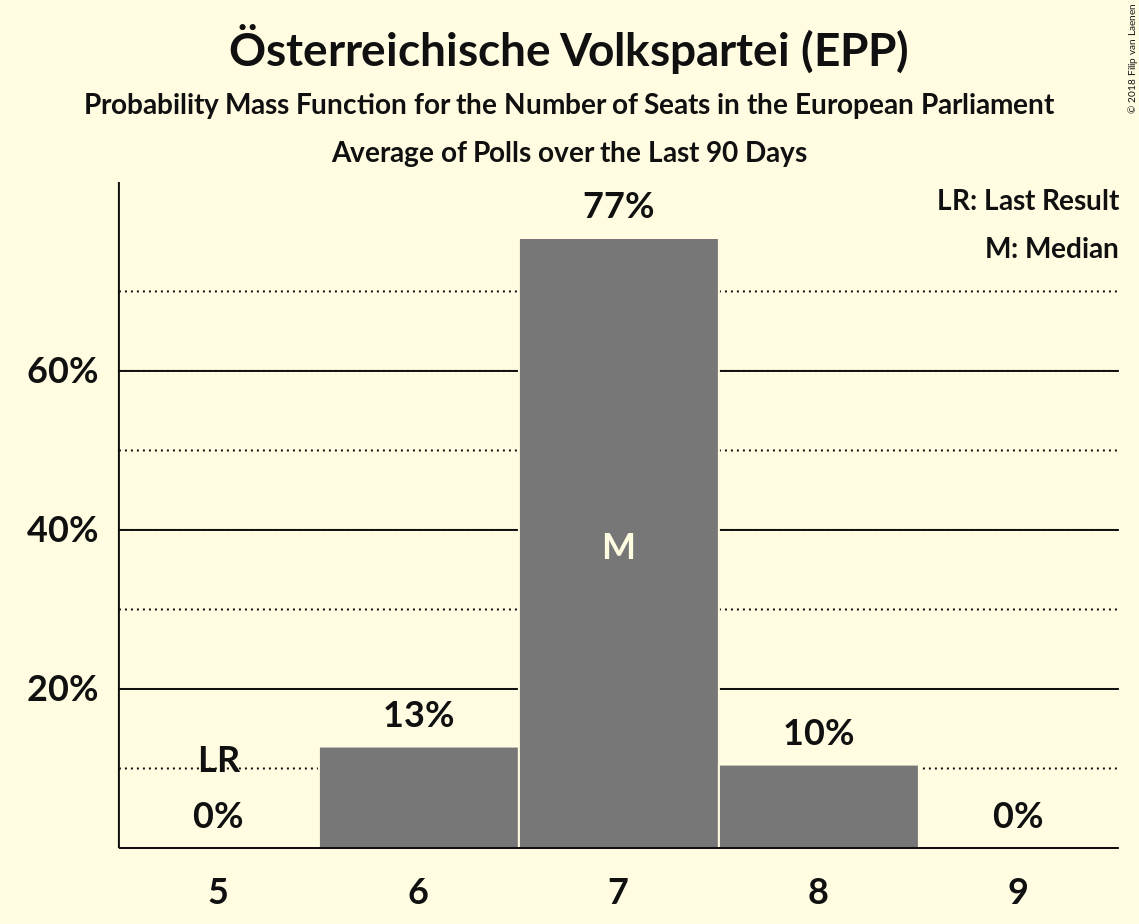 Österreichische Volkspartei (EPP)
Probability Mass Function for the Number of Seats in the European Parliament
Average of Polls over the Last 90 Days
© 2018 Filip van Laenen
LR: Last Result
M: Median
77%
60%
40%
M
20%
13%
10%
LR
0%
0%
5
6
7
8
9